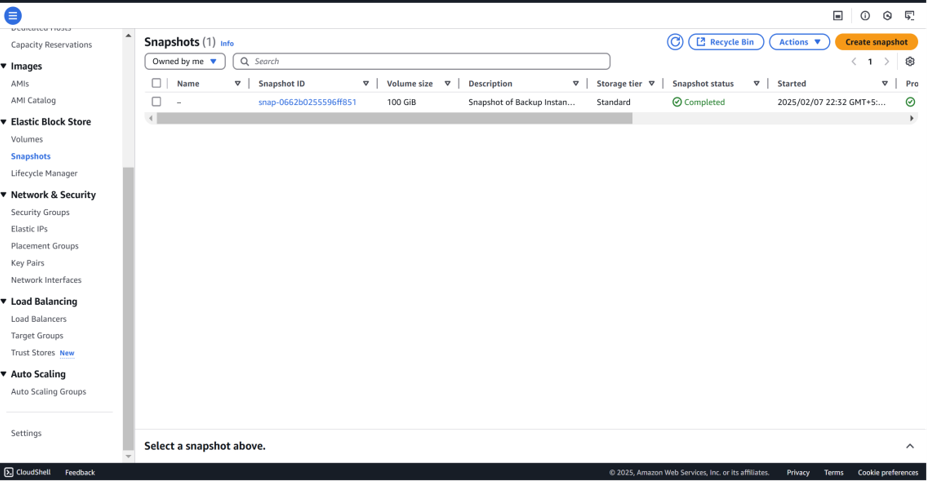 Dedicated Hosts
Capacity Reservations
Images
AMIs
AMI Catalog
Elastic Block Store
Volumes
Snapshots
Lifecycle Manager
Network & Security
Security Groups
Elastic IPs
Placement Groups
Key Pairs
Network Interfaces
Load Balancing
Load Balancers
Target Groups
Trust Stores New
Auto Scaling
Auto Scaling Groups
Settings
Snapshots (1) Info
Recycle Bin Actions Create snapshot
Owned by me Search 1
Name Snapshot ID Volume size Description Storage tier Snapshot status Started Pro
– snap-0662b0255596ff851 100 GiB Snapshot of Backup Instan... Standard Completed 2025/02/07 22:32 GMT+5:...
Select a snapshot above.
CloudShell Feedback © 2025, Amazon Web Services, Inc. or its affiliates. Privacy Terms Cookie preferences